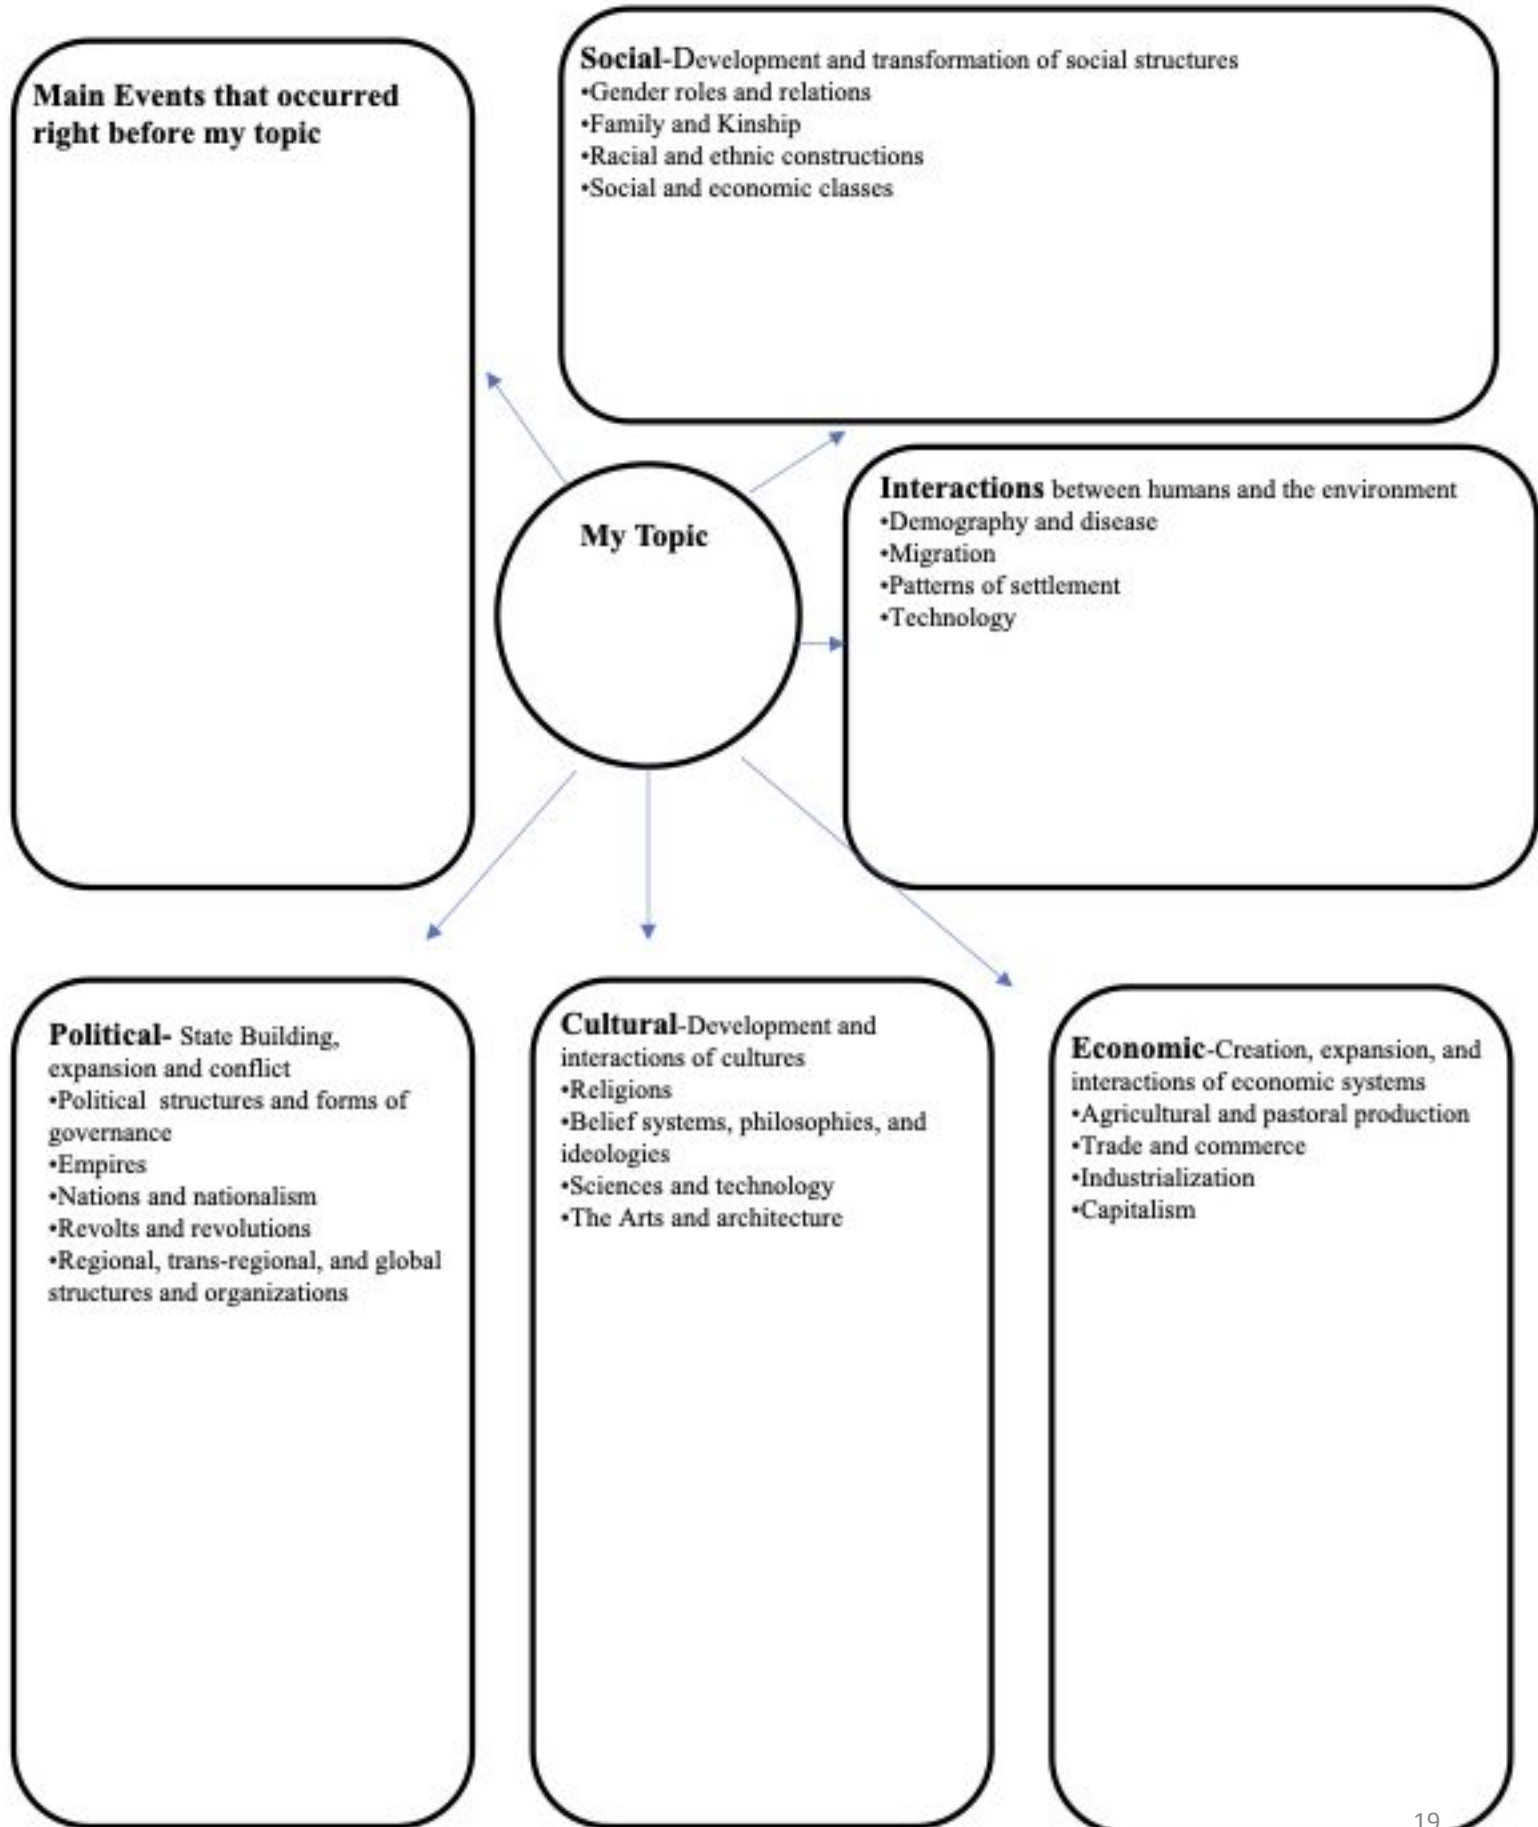 Main Events that occurred
right before my topic
Social-Development and transformation of social structures
•Gender roles and relations
•Family and Kinship
•Racial and ethnic constructions
•Social and economic classes
My Topic
Interactions between humans and the environment
•Demography and disease
•Migration
•Patterns of settlement
•Technology
Political- State Building,
expansion and conflict
•Political  structures and forms of
governance
•Empires
•Nations and nationalism
•Revolts and revolutions
•Regional, trans-regional, and global
structures and organizations
Cultural-Development and
interactions of cultures
•Religions
•Belief systems, philosophies, and
ideologies
•Sciences and technology
•The Arts and architecture
Economic-Creation, expansion, and
interactions of economic systems
•Agricultural and pastoral production
•Trade and commerce
•Industrialization
•Capitalism
19